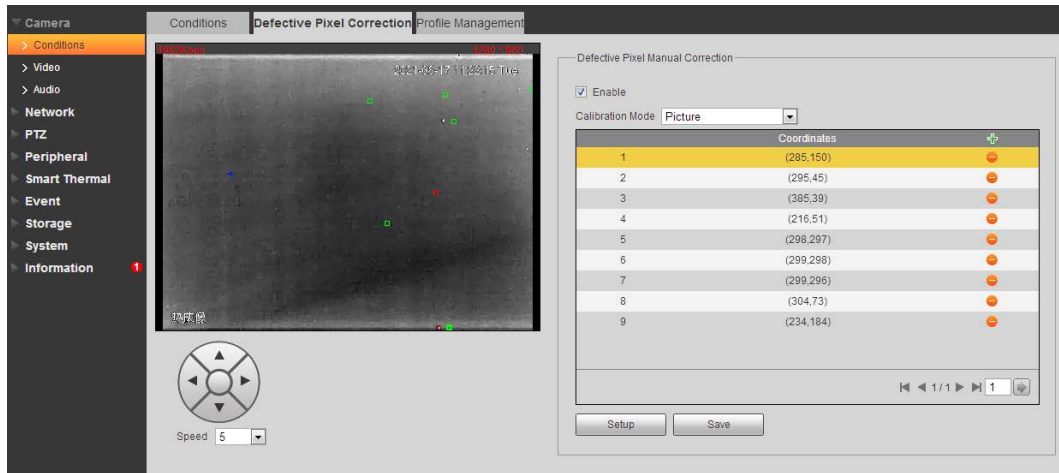 Camera
Conditions
Video
Audio
Network
PTZ
Peripheral
Smart Thermal
Event
Storage
System
Information 1
Conditions Defective Pixel Correction Profile Management
热成像
Speed 5
Defective Pixel Manual Correction
Enable
Calibration Mode Picture
Coordinates
1 (285,150)
2 (295,45)
3 (385,39)
4 (216,51)
5 (298,297)
6 (299,298)
7 (299,296)
8 (304,73)
9 (234,184)
1/1 1
Setup Save